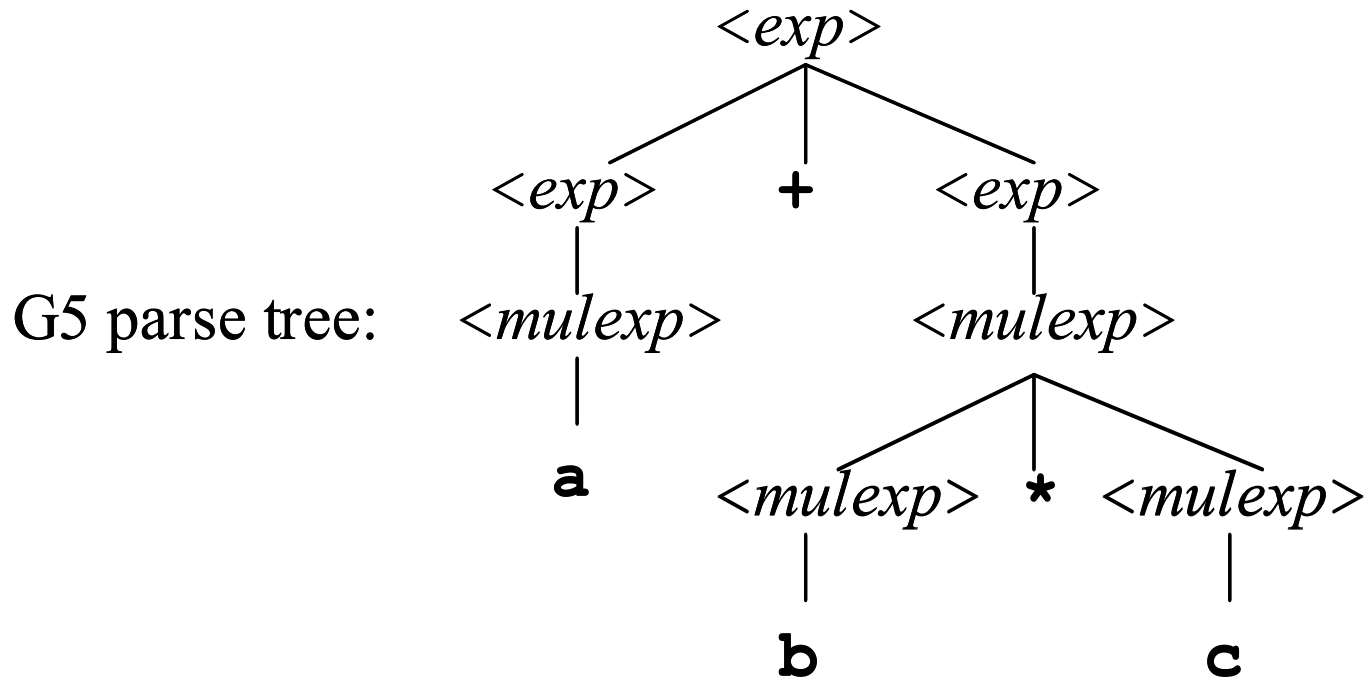 <exp>
<exp> + <exp>
G5 parse tree: <mulexp> <mulexp>
a
<mulexp> * <mulexp>
b c